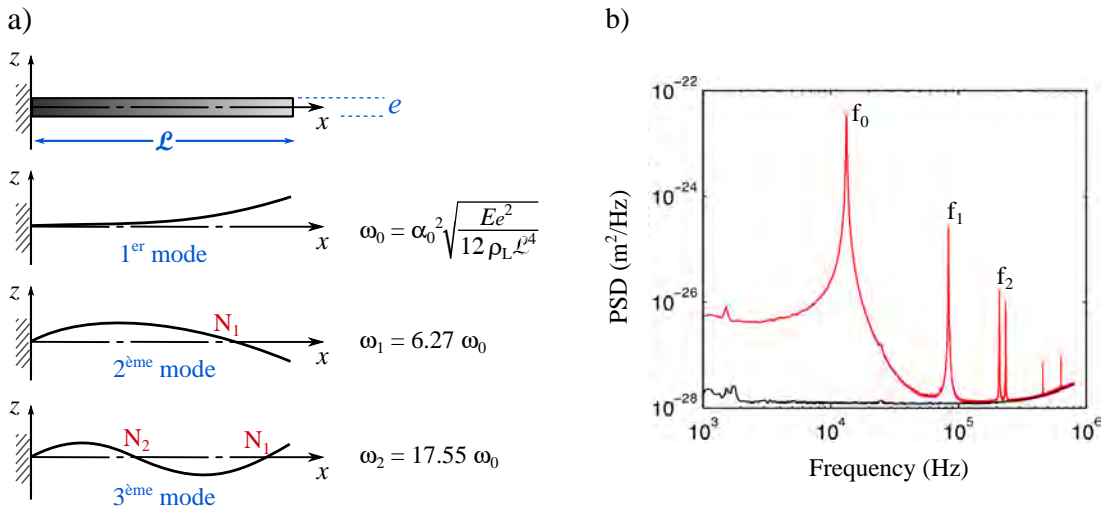 a)
z
x
e
ℒ
z
x
1er mode
ω0 = α0² √(Ee² / 12 ρL ℒ⁴)
z
N1
x
2ème mode
ω1 = 6.27 ω0
z
N2
N1
x
3ème mode
ω2 = 17.55 ω0
b)
10⁻²²
10⁻²⁴
10⁻²⁶
10⁻²⁸
PSD (m²/Hz)
f0
f1
f2
10³
10⁴
10⁵
10⁶
Frequency (Hz)